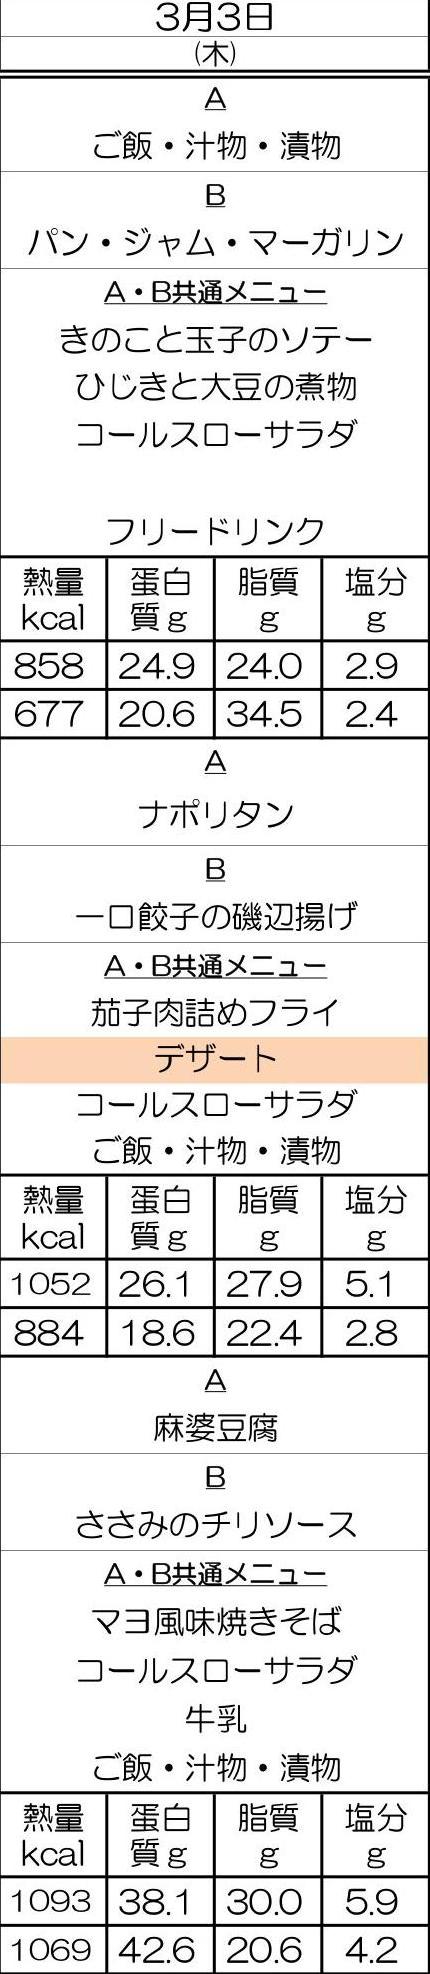 3月3日
(木)
A
ご飯・汁物・漬物
B
パン・ジャム・マーガリン
A・B共通メニュー
きのこと玉子のソテー
ひじきと大豆の煮物
コールスローサラダ
フリードリンク
熱量 蛋白 脂質 塩分
kcal 質g g g
858 24.9 24.0 2.9
677 20.6 34.5 2.4
A
ナポリタン
B
一口餃子の磯辺揚げ
A・B共通メニュー
茄子肉詰めフライ
デザート
コールスローサラダ
ご飯・汁物・漬物
熱量 蛋白 脂質 塩分
kcal 質g g g
1052 26.1 27.9 5.1
884 18.6 22.4 2.8
A
麻婆豆腐
B
ささみのチリソース
A・B共通メニュー
マヨ風味焼きそば
コールスローサラダ
牛乳
ご飯・汁物・漬物
熱量 蛋白 脂質 塩分
kcal 質g g g
1093 38.1 30.0 5.9
1069 42.6 20.6 4.2